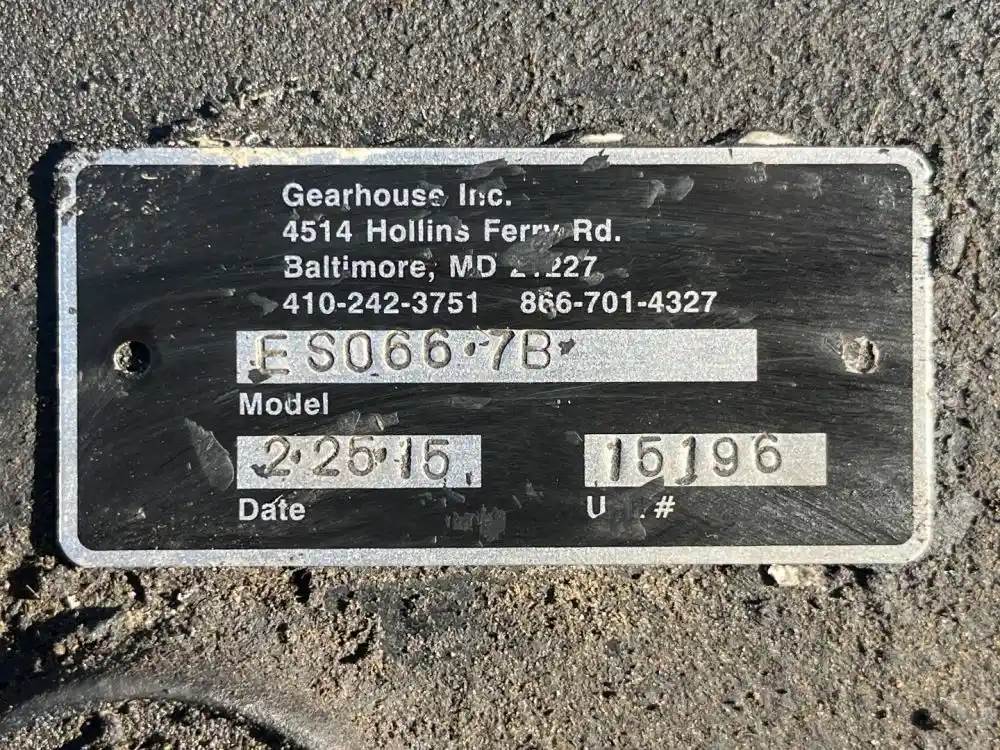 Gearhouse Inc.
4514 Hollins Ferry Rd.
Baltimore, MD
410-242-3751 866-701-4327
ES066-7B
Model
2·25·15 15196
Date #